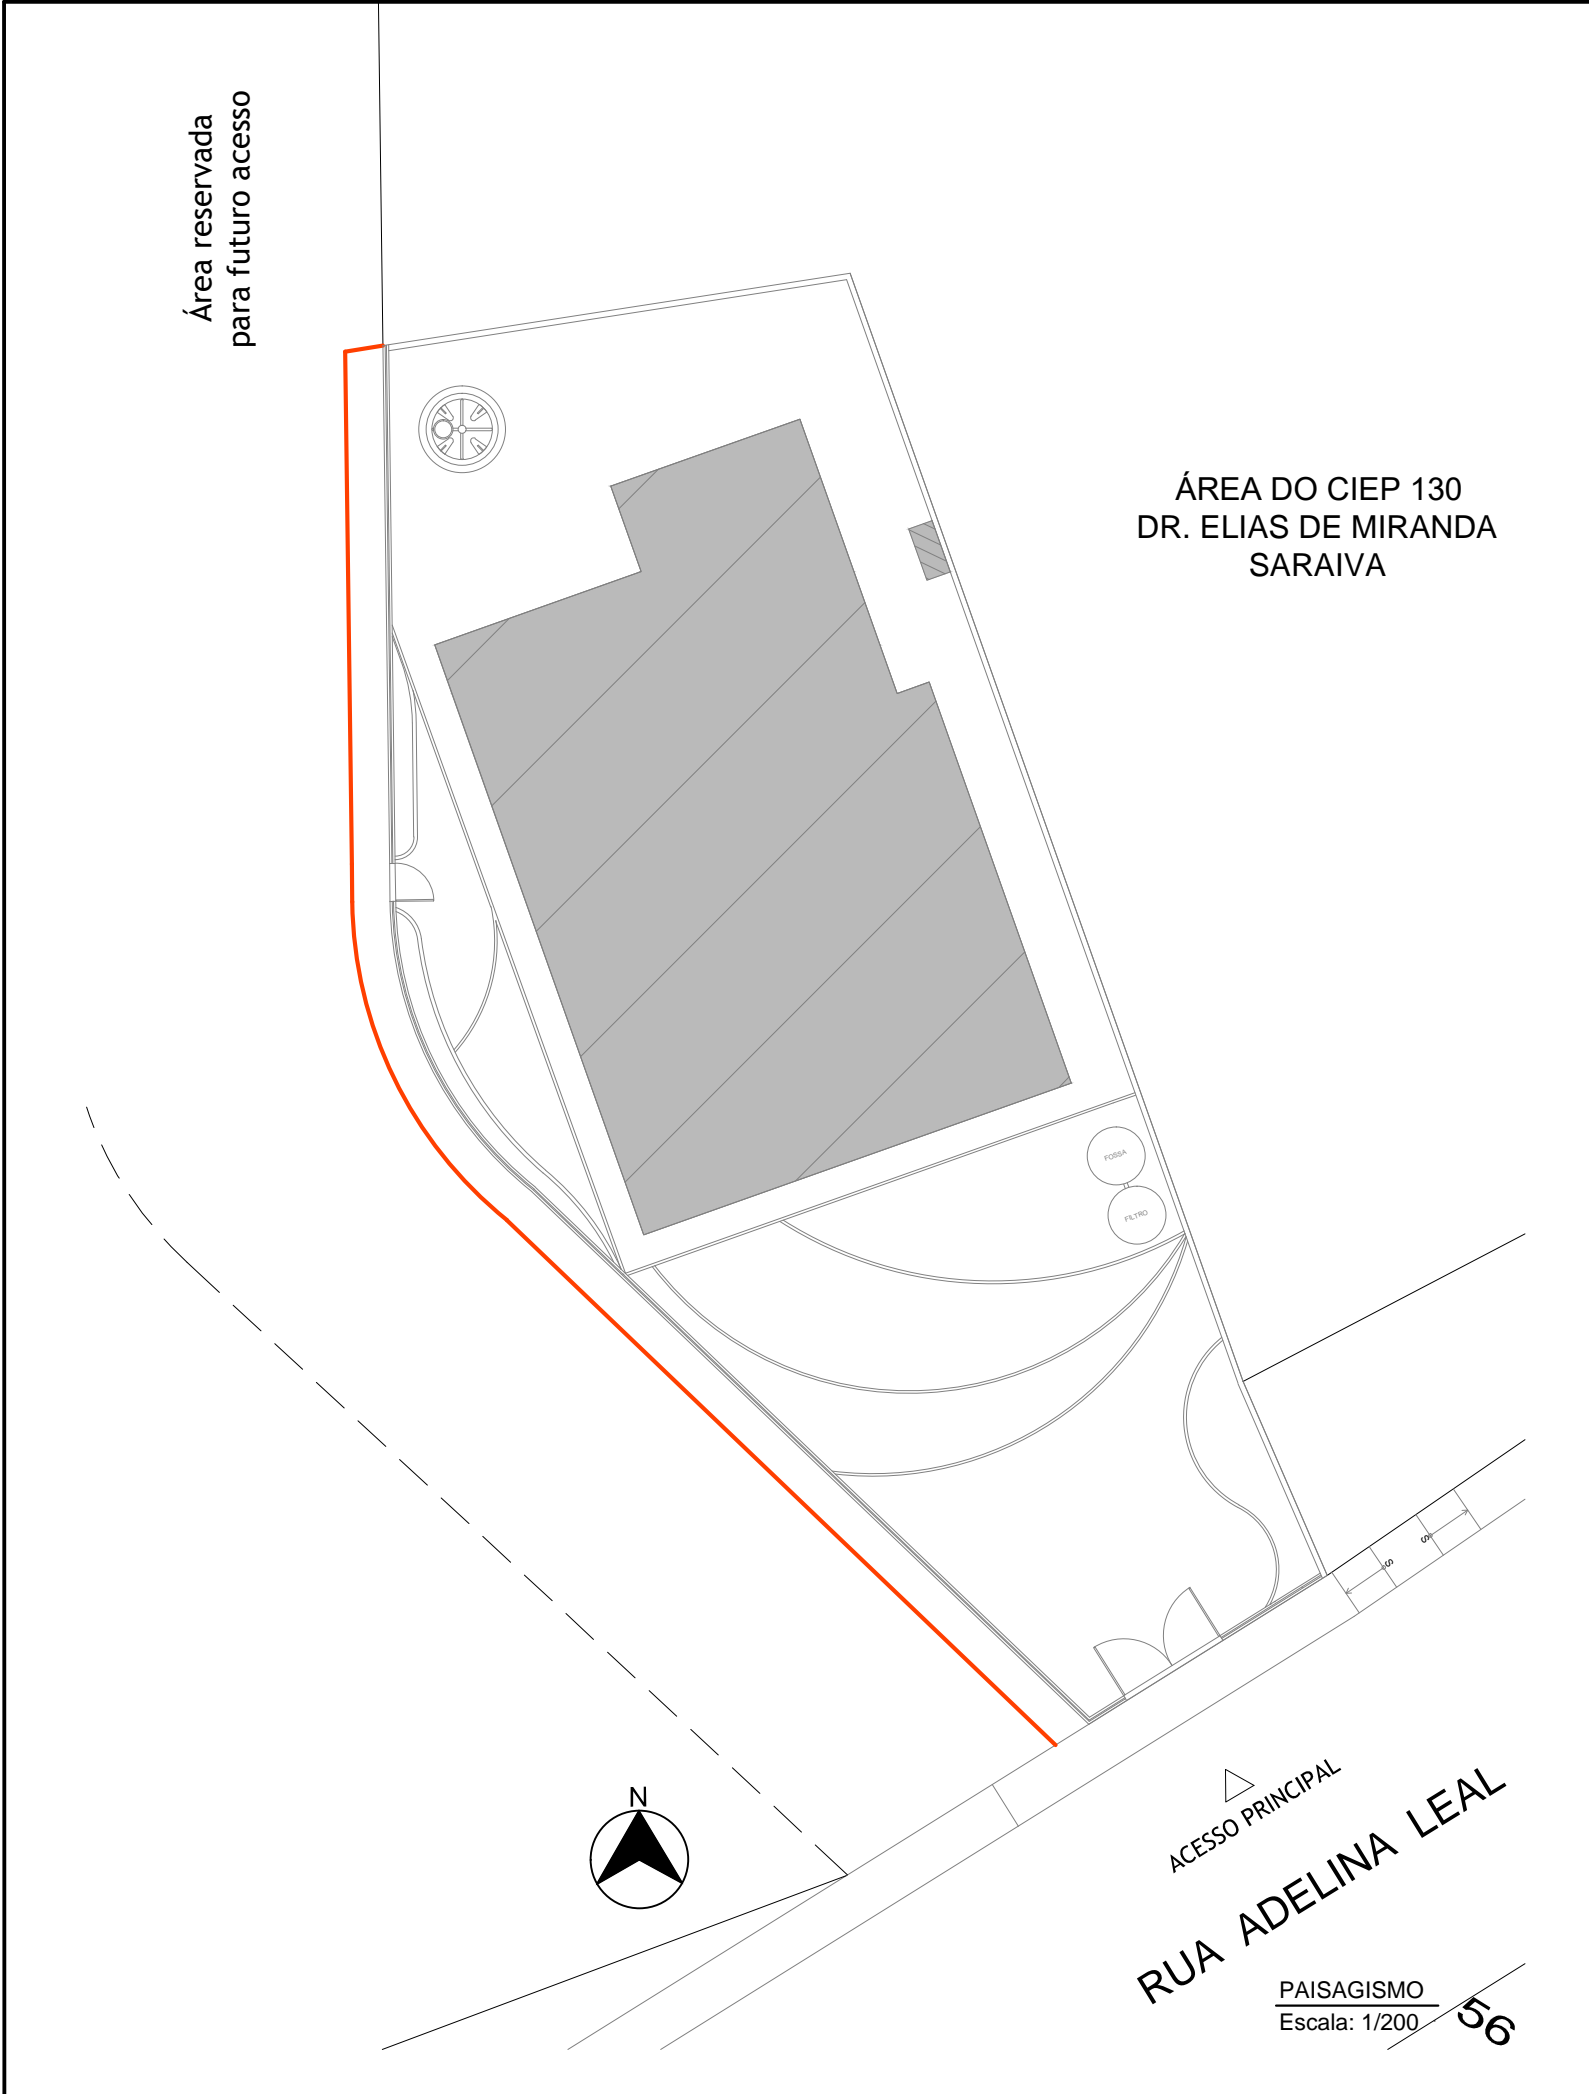 Área reservada
para futuro acesso
ÁREA DO CIEP 130
DR. ELIAS DE MIRANDA
SARAIVA
FOSSA
FILTRO
S
S
N
ACESSO PRINCIPAL
RUA ADELINA LEAL
PAISAGISMO
Escala: 1/200
56